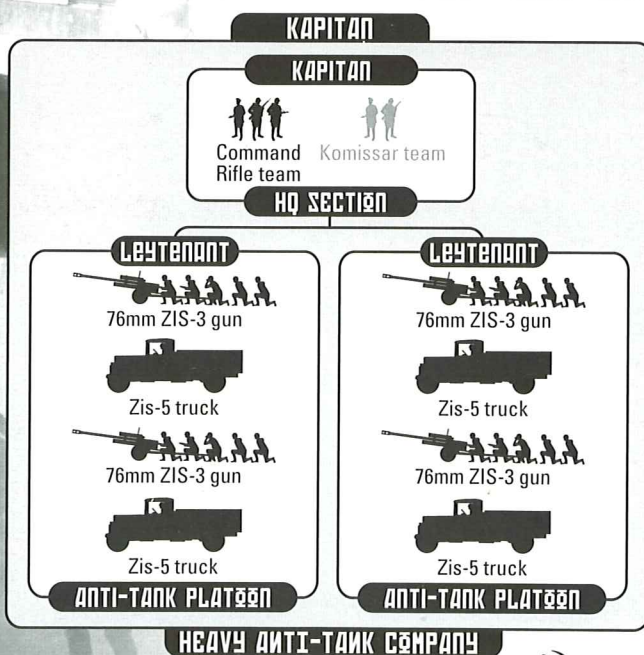 KAPITAN
KAPITAN
Command
Rifle team
Komissar team
HQ SECTION
LEYTENANT
76mm ZIS-3 gun
Zis-5 truck
76mm ZIS-3 gun
Zis-5 truck
ANTI-TANK PLATOON
LEYTENANT
76mm ZIS-3 gun
Zis-5 truck
76mm ZIS-3 gun
Zis-5 truck
ANTI-TANK PLATOON
HEAVY ANTI-TANK COMPANY